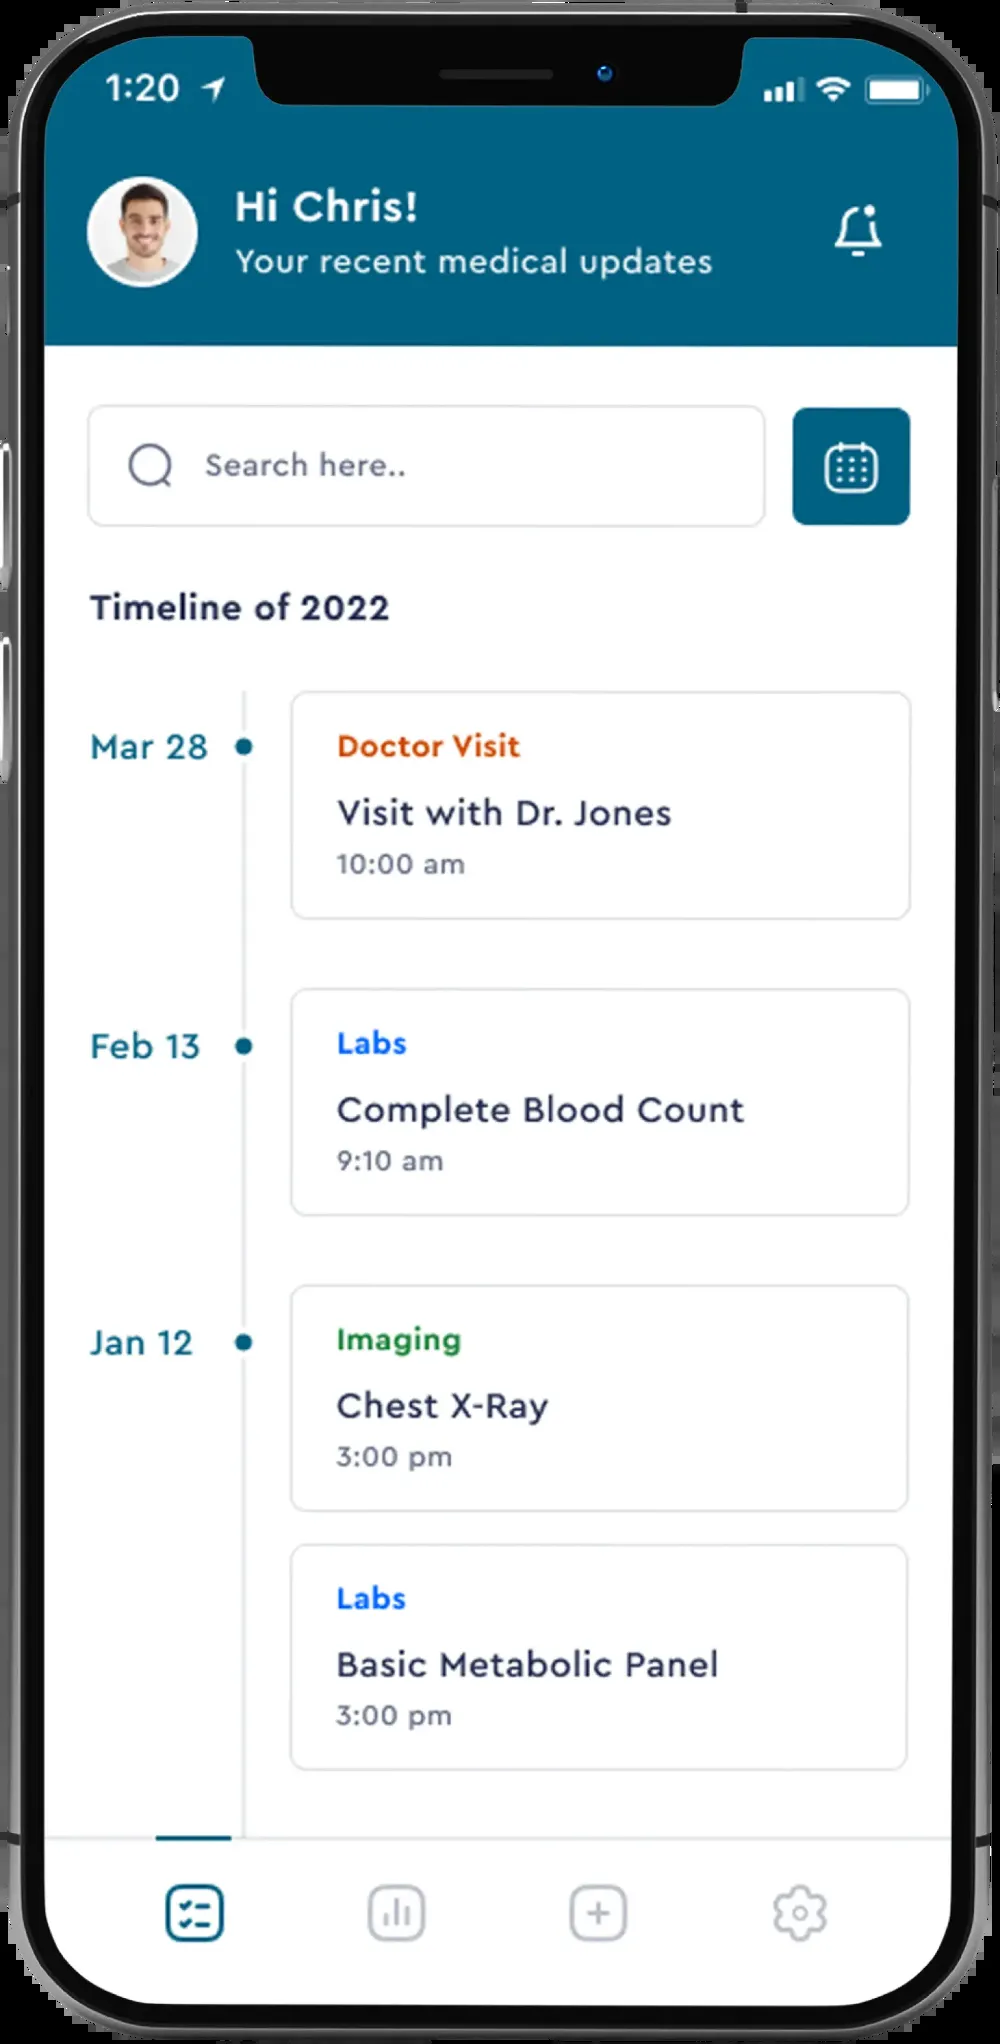 1:20
Hi Chris!
Your recent medical updates
Search here..
Timeline of 2022
Mar 28
Doctor Visit
Visit with Dr. Jones
10:00 am
Feb 13
Labs
Complete Blood Count
9:10 am
Jan 12
Imaging
Chest X-Ray
3:00 pm
Labs
Basic Metabolic Panel
3:00 pm